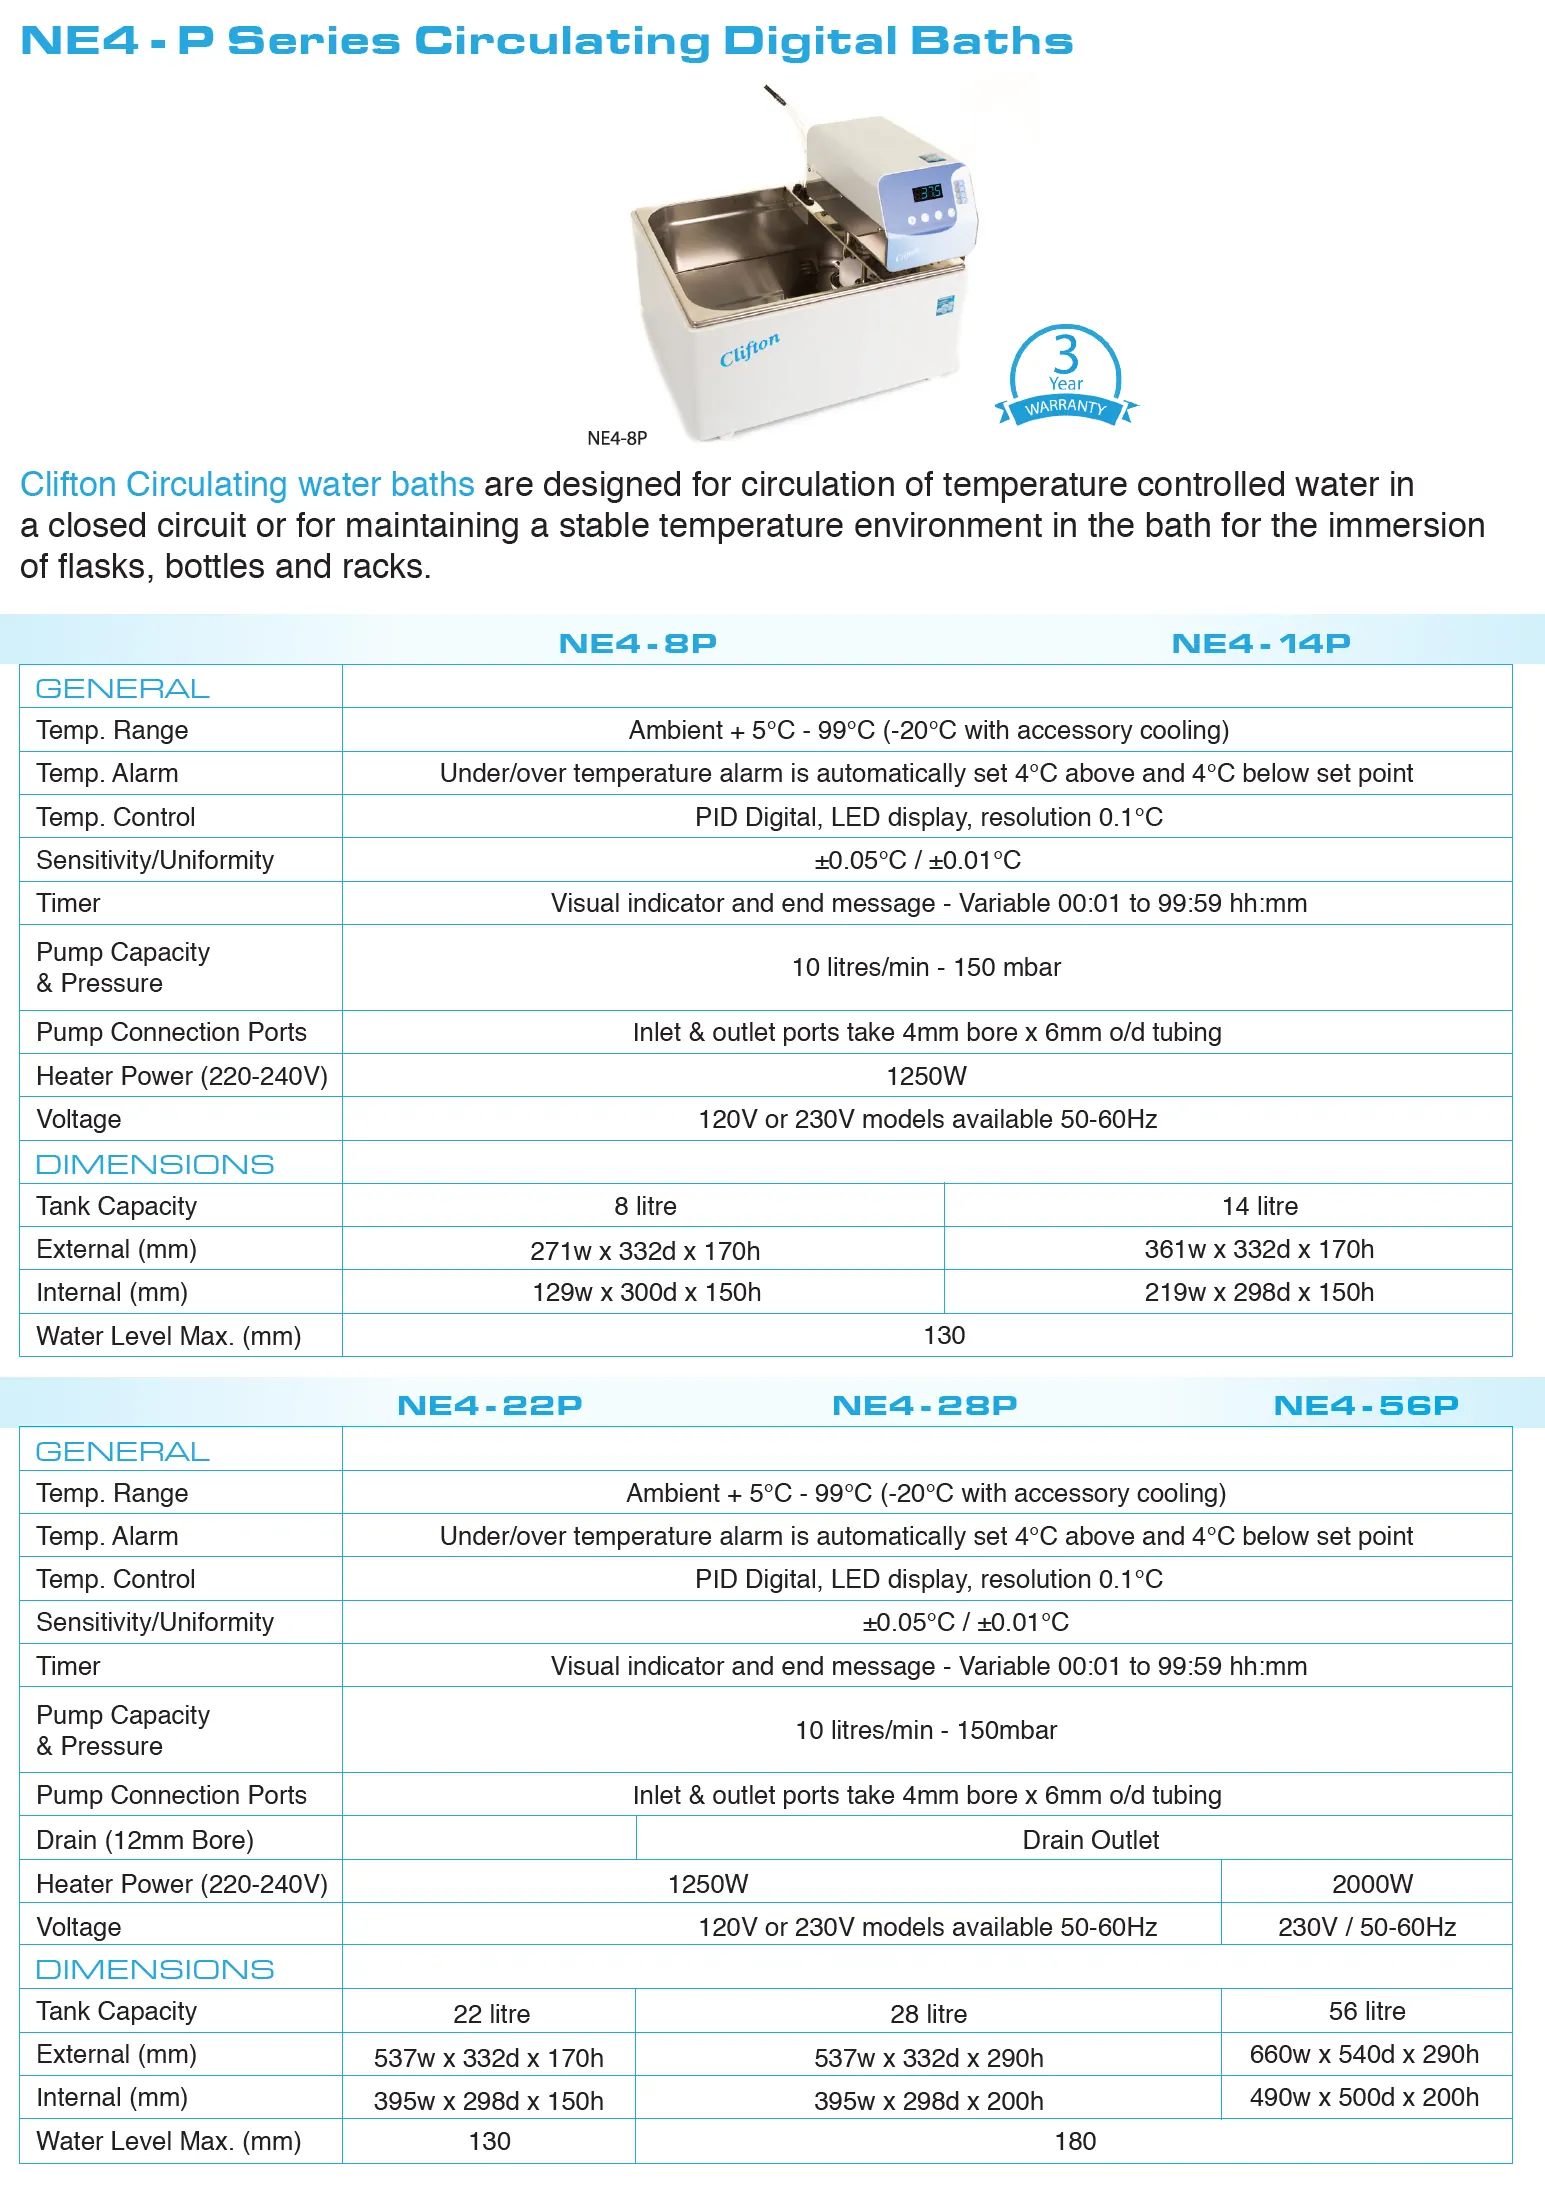 NE4 - P Series Circulating Digital Baths
37.5
Clifton
Clifton
3
Year
WARRANTY
NE4-8P
Clifton Circulating water baths are designed for circulation of temperature controlled water in
a closed circuit or for maintaining a stable temperature environment in the bath for the immersion
of flasks, bottles and racks.
NE4 - 8P NE4 - 14P
GENERAL
Temp. Range Ambient + 5°C - 99°C (-20°C with accessory cooling)
Temp. Alarm Under/over temperature alarm is automatically set 4°C above and 4°C below set point
Temp. Control PID Digital, LED display, resolution 0.1°C
Sensitivity/Uniformity ±0.05°C / ±0.01°C
Timer Visual indicator and end message - Variable 00:01 to 99:59 hh:mm
Pump Capacity
& Pressure 10 litres/min - 150 mbar
Pump Connection Ports Inlet & outlet ports take 4mm bore x 6mm o/d tubing
Heater Power (220-240V) 1250W
Voltage 120V or 230V models available 50-60Hz
DIMENSIONS
Tank Capacity 8 litre 14 litre
External (mm) 271w x 332d x 170h 361w x 332d x 170h
Internal (mm) 129w x 300d x 150h 219w x 298d x 150h
Water Level Max. (mm) 130
NE4 - 22P NE4 - 28P NE4 - 56P
GENERAL
Temp. Range Ambient + 5°C - 99°C (-20°C with accessory cooling)
Temp. Alarm Under/over temperature alarm is automatically set 4°C above and 4°C below set point
Temp. Control PID Digital, LED display, resolution 0.1°C
Sensitivity/Uniformity ±0.05°C / ±0.01°C
Timer Visual indicator and end message - Variable 00:01 to 99:59 hh:mm
Pump Capacity
& Pressure 10 litres/min - 150mbar
Pump Connection Ports Inlet & outlet ports take 4mm bore x 6mm o/d tubing
Drain (12mm Bore) Drain Outlet
Heater Power (220-240V) 1250W 2000W
Voltage 120V or 230V models available 50-60Hz 230V / 50-60Hz
DIMENSIONS
Tank Capacity 22 litre 28 litre 56 litre
External (mm) 537w x 332d x 170h 537w x 332d x 290h 660w x 540d x 290h
Internal (mm) 395w x 298d x 150h 395w x 298d x 200h 490w x 500d x 200h
Water Level Max. (mm) 130 180